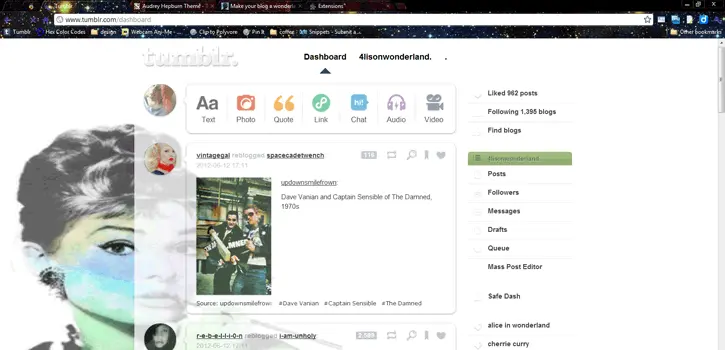 Tumblr
Audrey Hepburn Theme
Make your blog a wonderl
Extensions
www.tumblr.com/dashboard
Tumblr
Hex Color Codes
design
Webcam Any-Me -
Clip to Polyvore
Pin It
coffee
Snippets - Submit a ...
Other bookmarks
tumblr.
Dashboard
4lisonwonderland.
.
Text
Photo
Quote
Link
Chat
Audio
Video
Aa
hi!
Liked 962 posts
Following 1,395 blogs
Find blogs
4lisonwonderland
Posts
Followers
Messages
Drafts
Queue
Mass Post Editor
Safe Dash
alice in wonderland
cherrie curry
vintagegal reblogged spacecadetwench:
2012-06-12 17:11
116
updownsmilefrown:
Dave Vanian and Captain Sensible of The Damned,
1970s
Source: updownsmilefrown
#Dave Vanian #Captain Sensible #The Damned
r-e-b-e-l-l-i-0-n reblogged i-am-unholy
2012-06-12 17:11